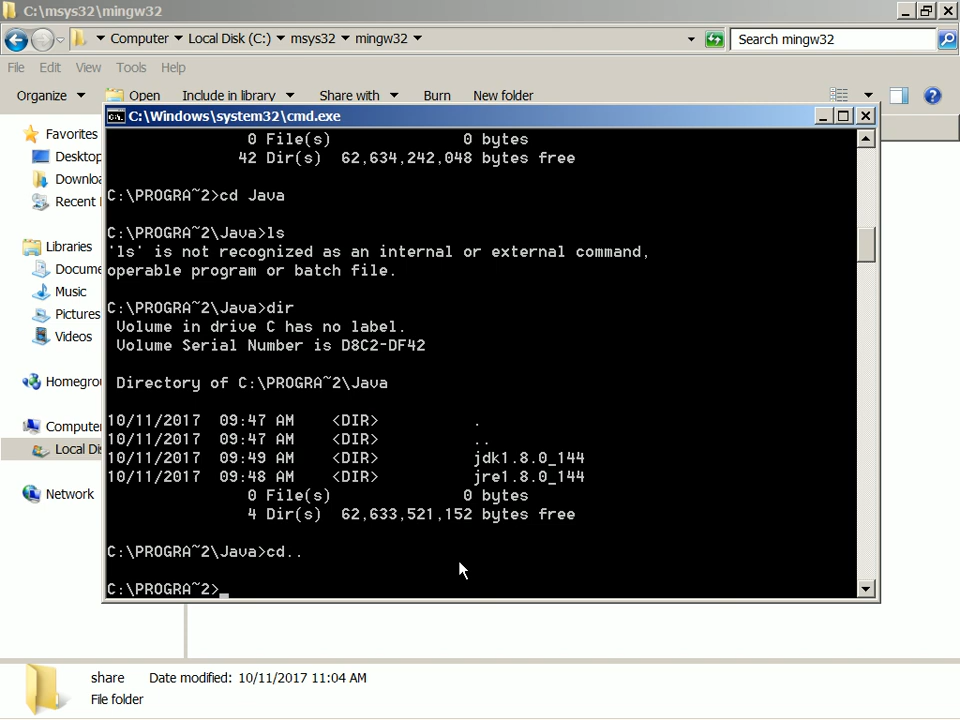 C:\msys32\mingw32
Computer Local Disk (C:) msys32 mingw32 Search mingw32
File Edit View Tools Help
Organize Open Include in library Share with Burn New folder
C:\Windows\system32\cmd.exe
Favorites
Desktop
Downloa
Recent
Libraries
Docume
Music
Pictures
Videos
Homegrou
Compute
Local Dis
Network
0 File(s) 0 bytes
42 Dir(s) 62,634,242,048 bytes free
C:\PROGRA~2>cd Java
C:\PROGRA~2\Java>ls
'ls' is not recognized as an internal or external command,
operable program or batch file.
C:\PROGRA~2\Java>dir
Volume in drive C has no label.
Volume Serial Number is D8C2-DF42
Directory of C:\PROGRA~2\Java
10/11/2017 09:47 AM <DIR> .
10/11/2017 09:47 AM <DIR> ..
10/11/2017 09:49 AM <DIR> jdk1.8.0_144
10/11/2017 09:48 AM <DIR> jre1.8.0_144
0 File(s) 0 bytes
4 Dir(s) 62,633,521,152 bytes free
C:\PROGRA~2\Java>cd..
C:\PROGRA~2>_
share Date modified: 10/11/2017 11:04 AM
File folder